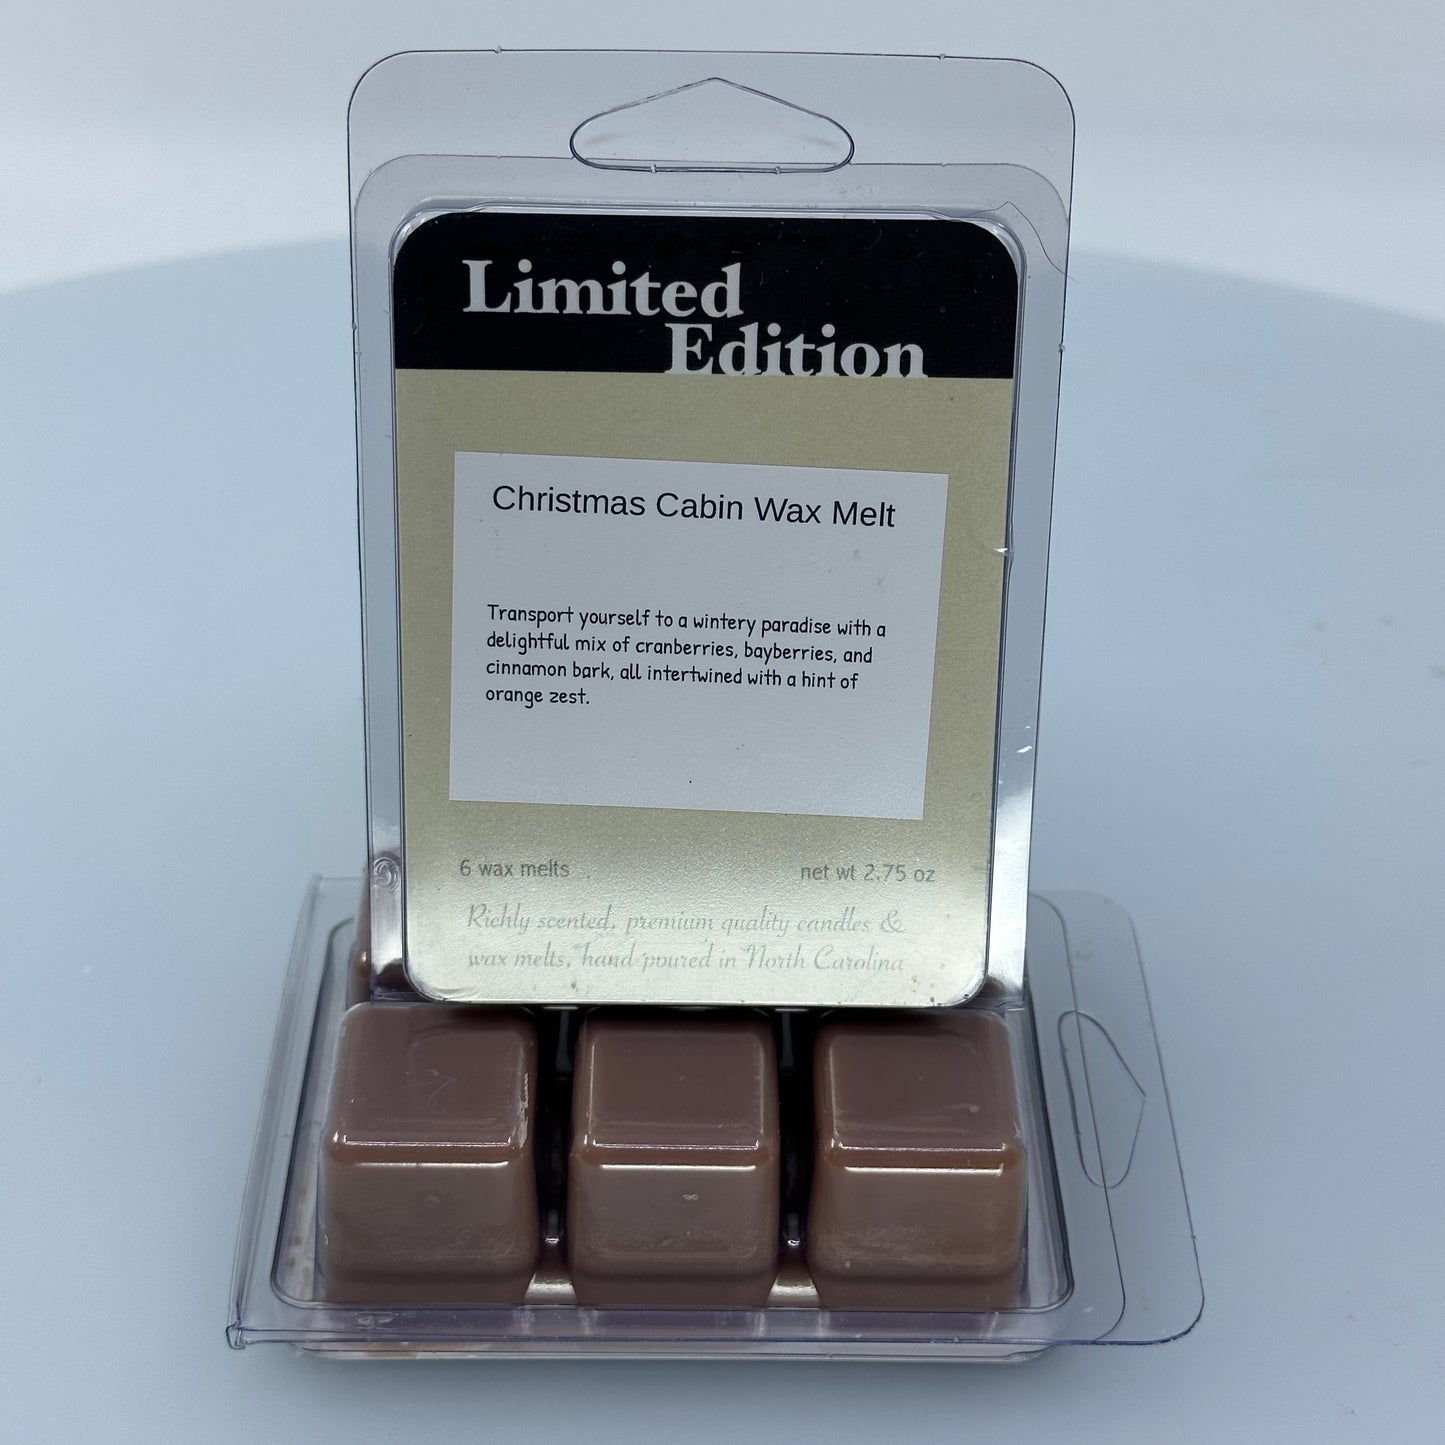 Limited
Edition
Christmas Cabin Wax Melt
Transport yourself to a wintery paradise with a
delightful mix of cranberries, bayberries, and
cinnamon bark, all intertwined with a hint of
orange zest.
6 wax melts net wt 2.75 oz
Richly scented, premium quality candles &
wax melts, hand-poured in North Carolina